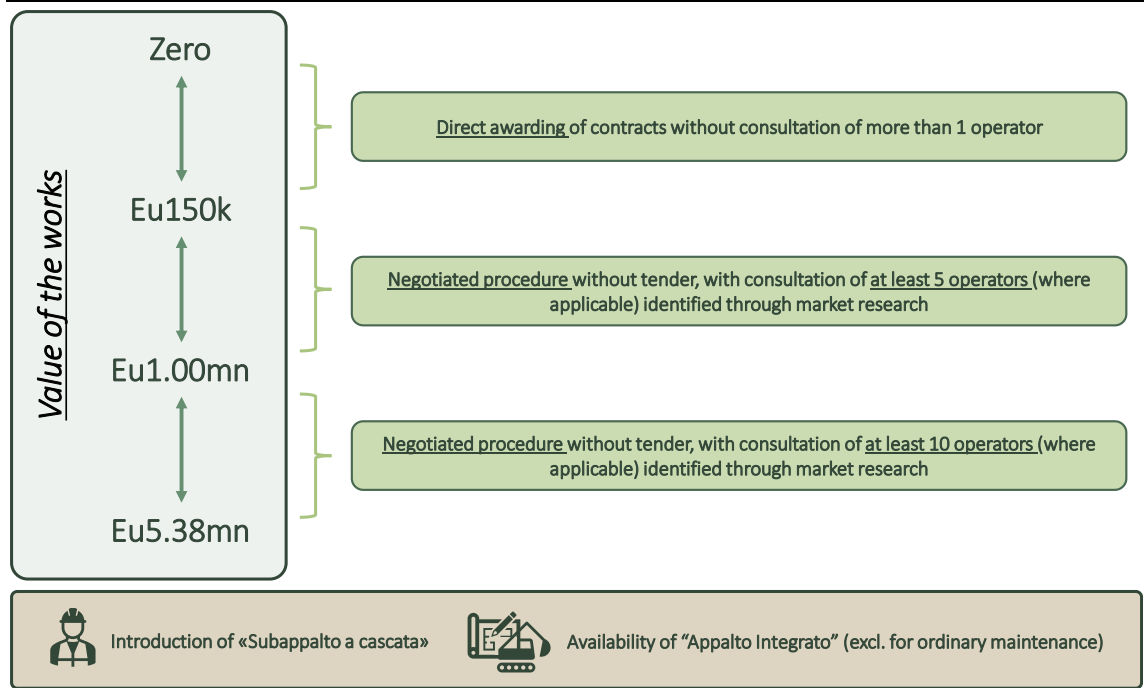 Zero
Direct awarding of contracts without consultation of more than 1 operator
Value of the works
Eu150k
Negotiated procedure without tender, with consultation of at least 5 operators (where
applicable) identified through market research
Eu1.00mn
Negotiated procedure without tender, with consultation of at least 10 operators (where
applicable) identified through market research
Eu5.38mn
Introduction of «Subappalto a cascata»
Availability of “Appalto Integrato” (excl. for ordinary maintenance)